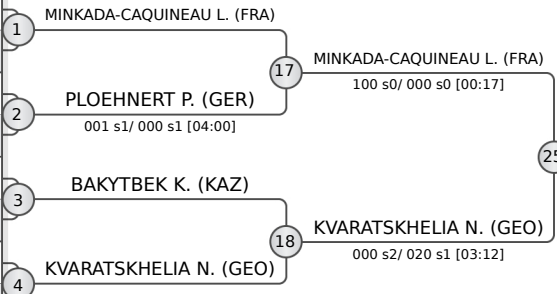 MINKADA-CAQUINEAU L. (FRA)
1
17
MINKADA-CAQUINEAU L. (FRA)
100 s0/ 000 s0 [00:17]
PLOEHNERT P. (GER)
2
001 s1/ 000 s1 [04:00]
25
BAKYTBEK K. (KAZ)
3
18
KVARATSKHELIA N. (GEO)
000 s2/ 020 s1 [03:12]
KVARATSKHELIA N. (GEO)
4